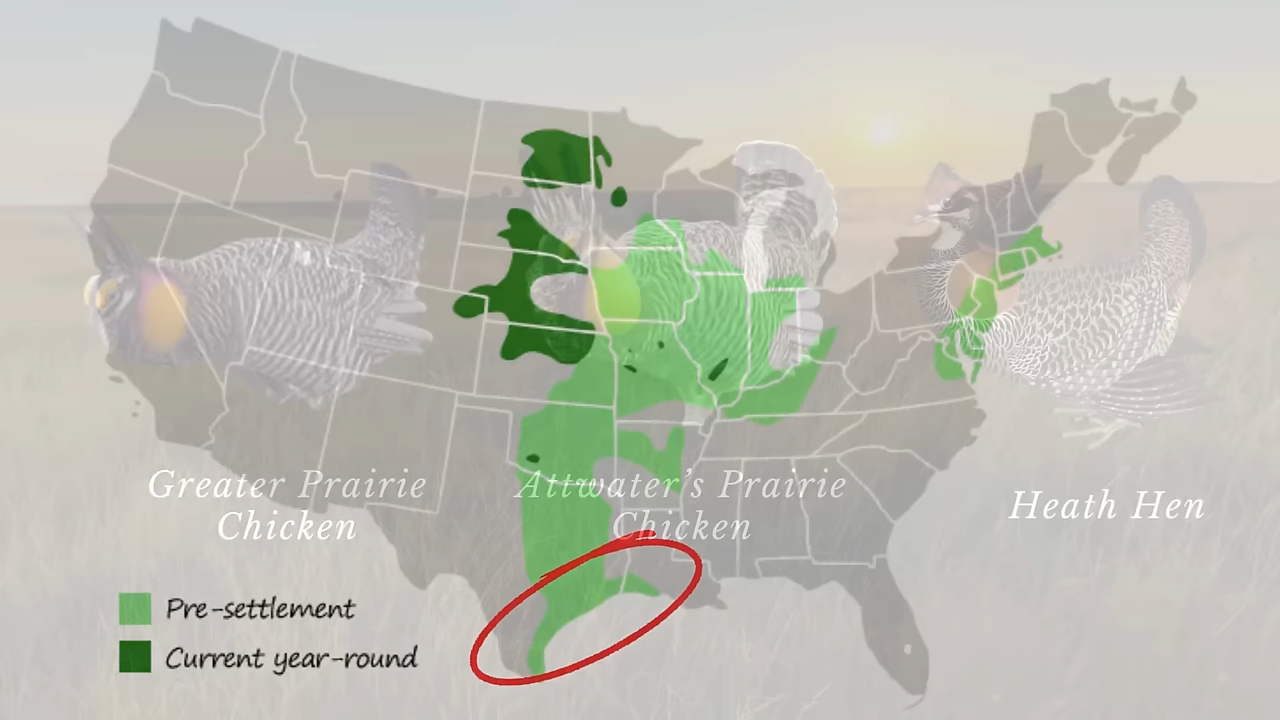 Greater Prairie
Chicken
Attwater's Prairie
Chicken
Heath Hen
Pre-settlement
Current year-round